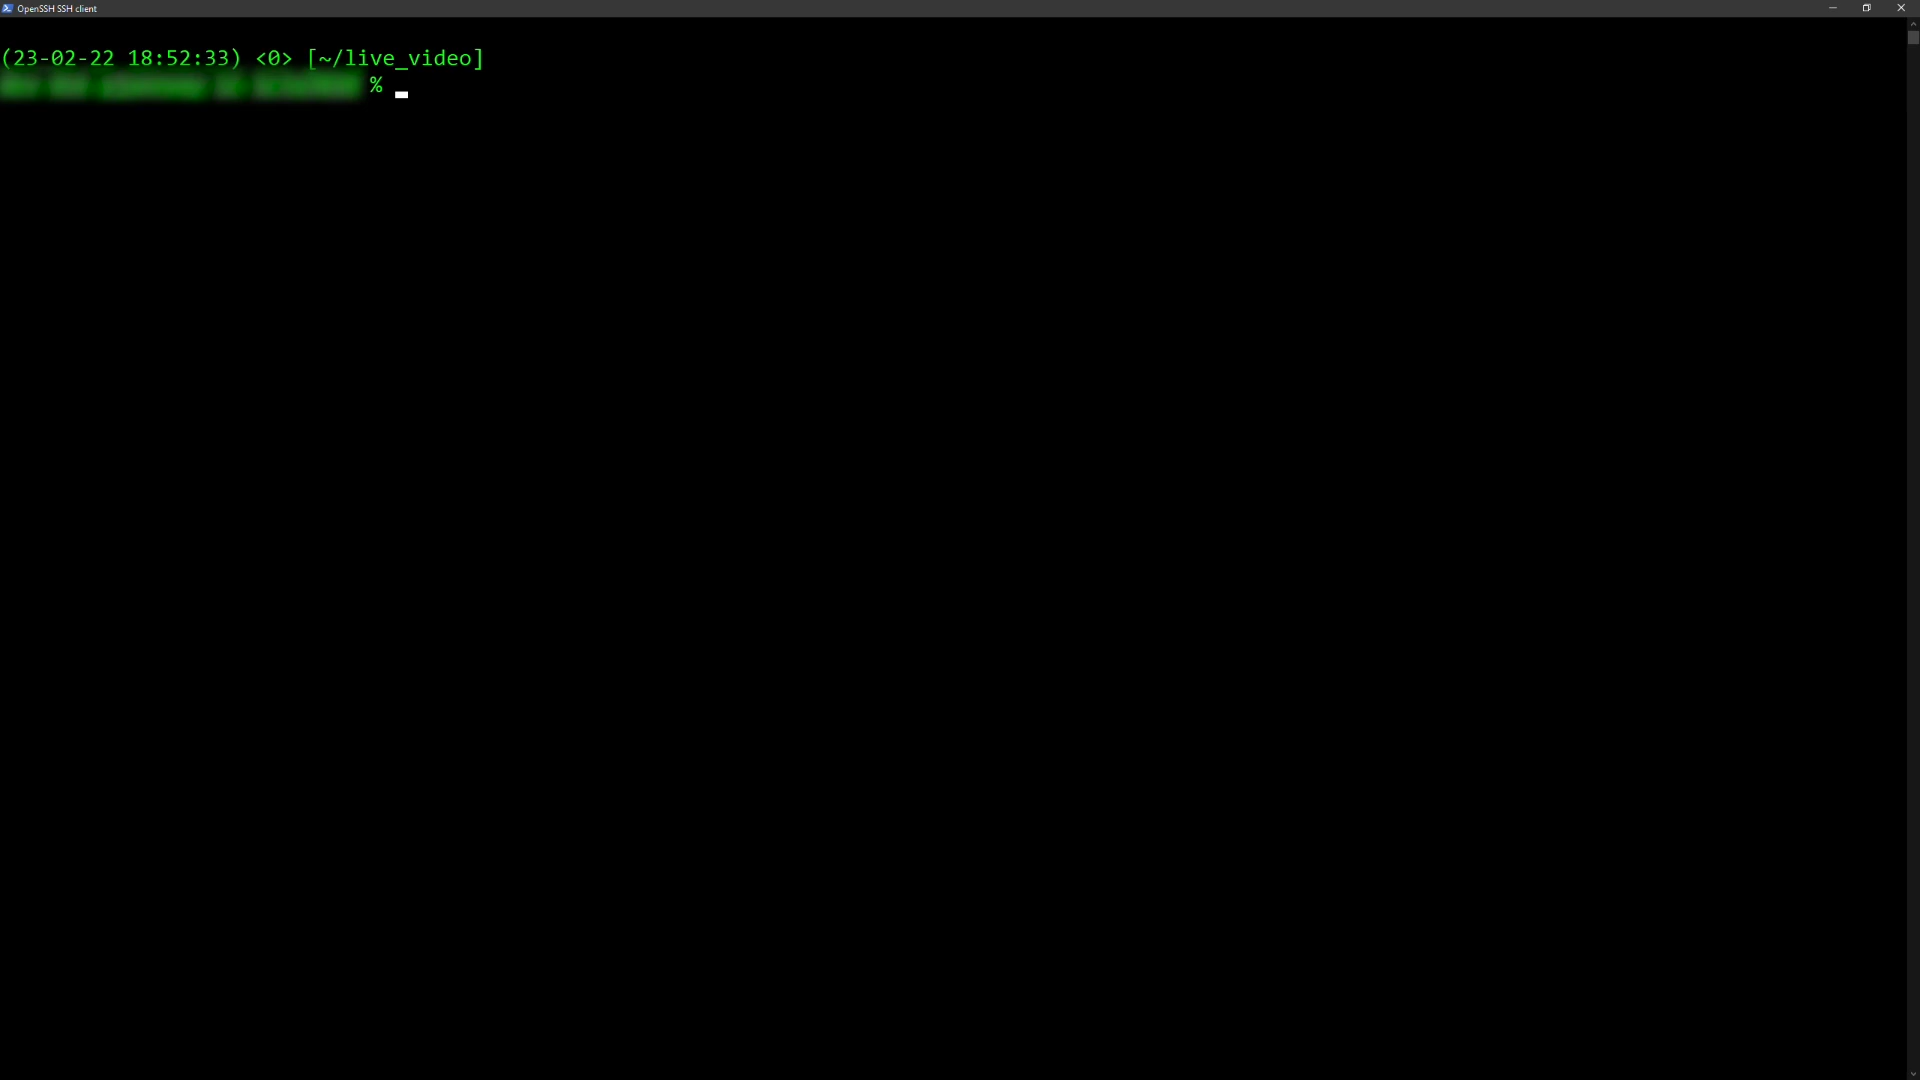 OpenSSH SSH client
(23-02-22 18:52:33) <0> [~/live_video]
%